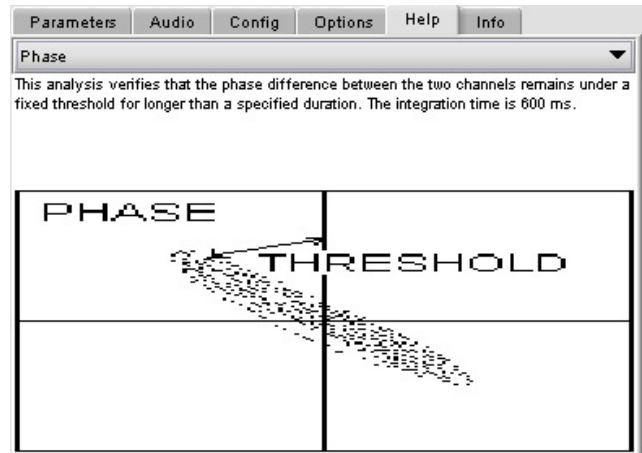 Parameters Audio Config Options Help Info
Phase
This analysis verifies that the phase difference between the two channels remains under a
fixed threshold for longer than a specified duration. The integration time is 600 ms.
PHASE
THRESHOLD